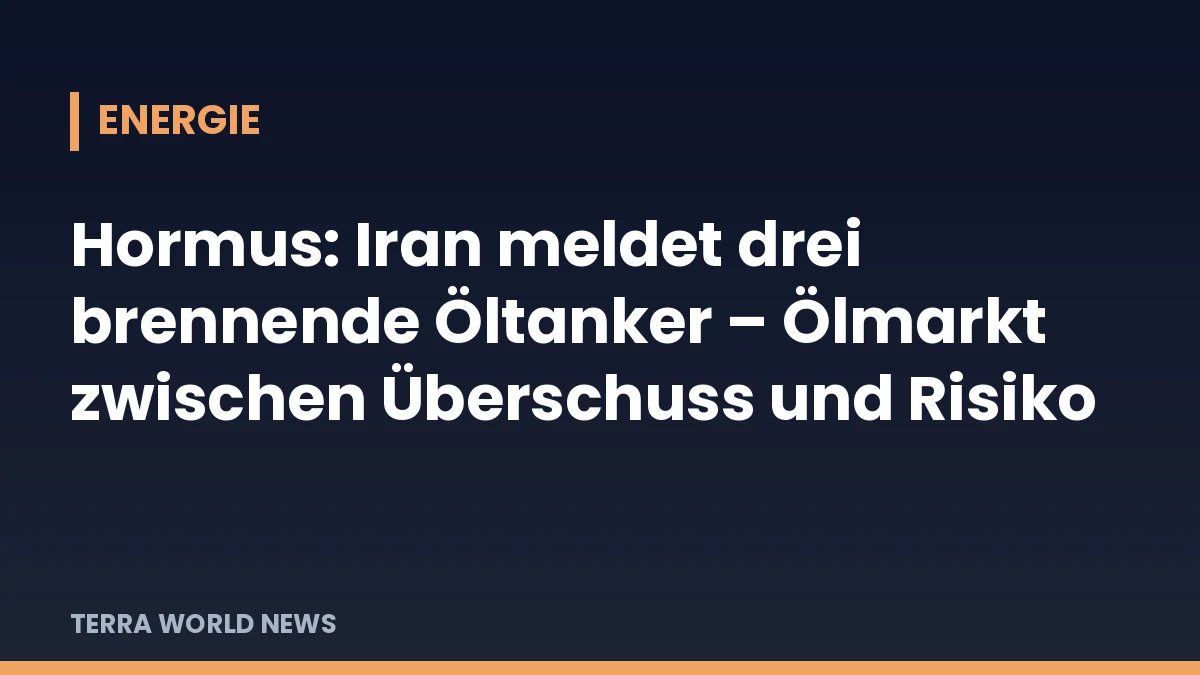 ENERGIE
Hormus: Iran meldet drei
brennende Öltanker – Ölmarkt
zwischen Überschuss und Risiko
TERRA WORLD NEWS